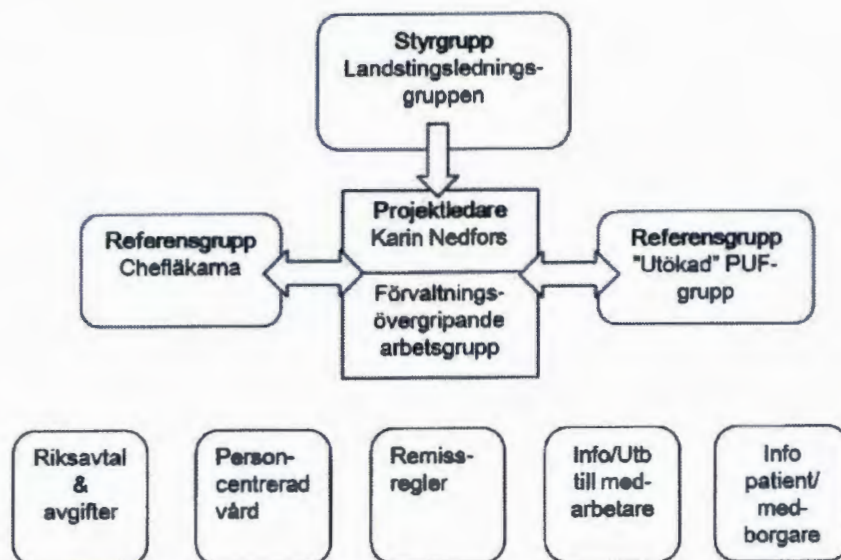 Styrgrupp
Landstingslednings-
gruppen
Projektledare
Karin Nedfors
Referensgrupp
Chefläkarna
Referensgrupp
"Utökad" PUF-
grupp
Förvaltnings-
övergripande
arbetsgrupp
Riksavtal
&
avgifter
Person-
centrerad
vård
Remiss-
regler
Info/Utb
till med-
arbetare
Info
patient/
med-
borgare